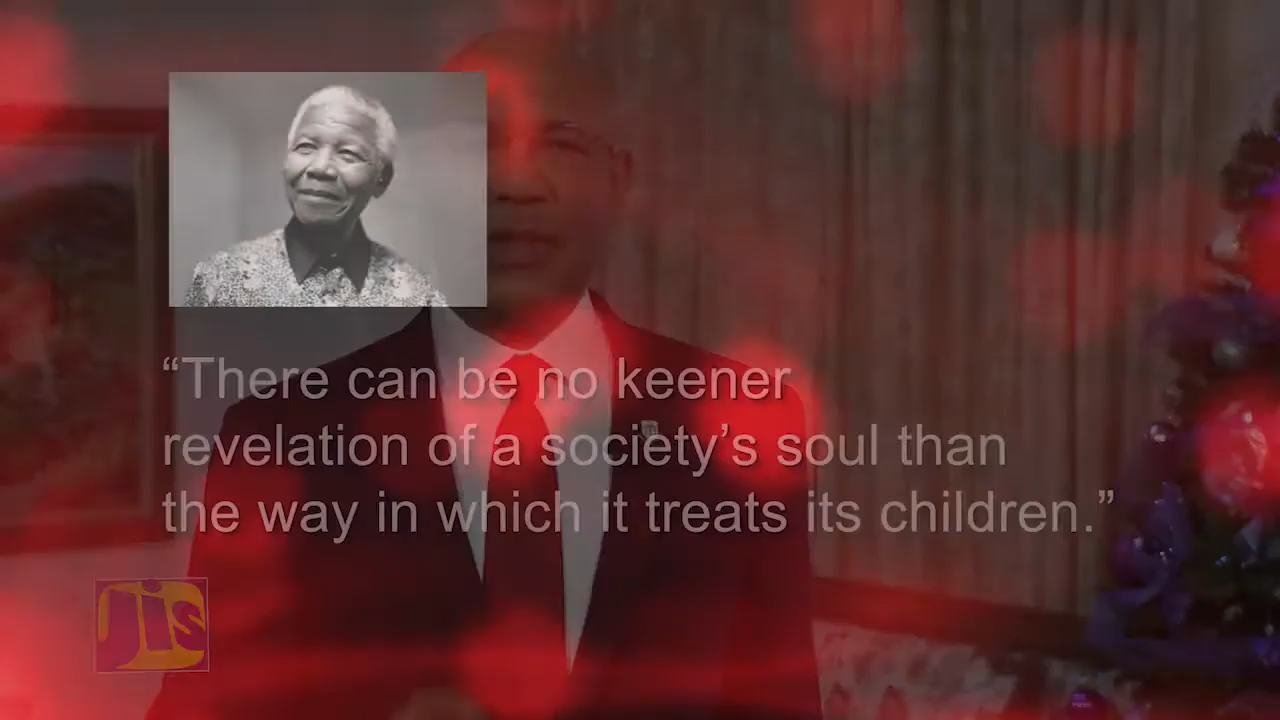 “There can be no keener
revelation of a society’s soul than
the way in which it treats its children.”
JIS